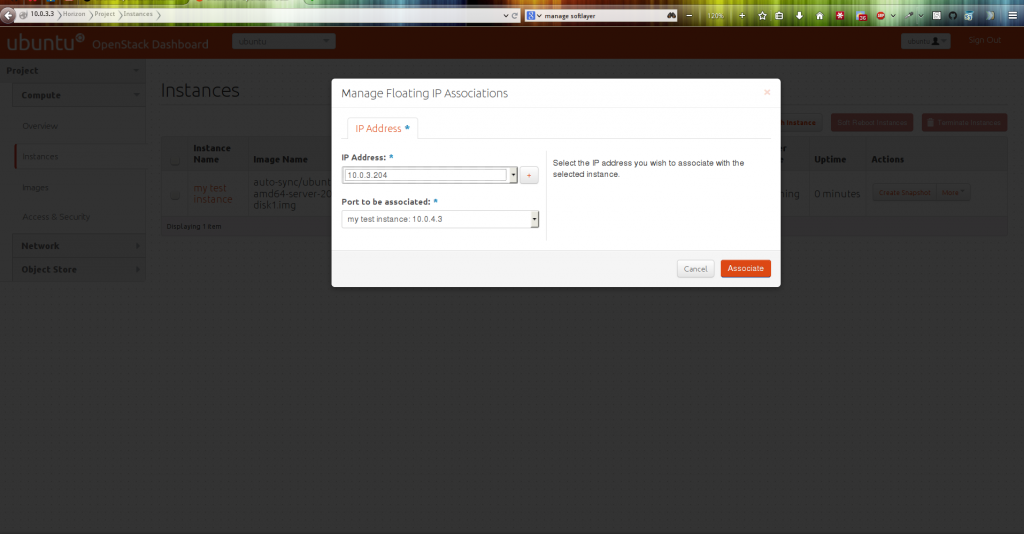 10.0.3.3 Horizon Project Instances
manage softlayer
120%
ubuntu OpenStack Dashboard
ubuntu
ubuntu
Sign Out
Project
Compute
Overview
Instances
Images
Access & Security
Network
Object Store
Instances
Instance
Soft-Reboot Instances
Terminate Instances
Instance
Name
Image Name
Uptime
Actions
my test
instance
auto-sync/ubunt
amd64-server-20
disk1.img
0 minutes
Create Snapshot
More
Displaying 1 item
Manage Floating IP Associations
×
IP Address *
IP Address: *
10.0.3.204
+
Port to be associated: *
my test instance: 10.0.4.3
Select the IP address you wish to associate with the
selected instance.
Cancel
Associate